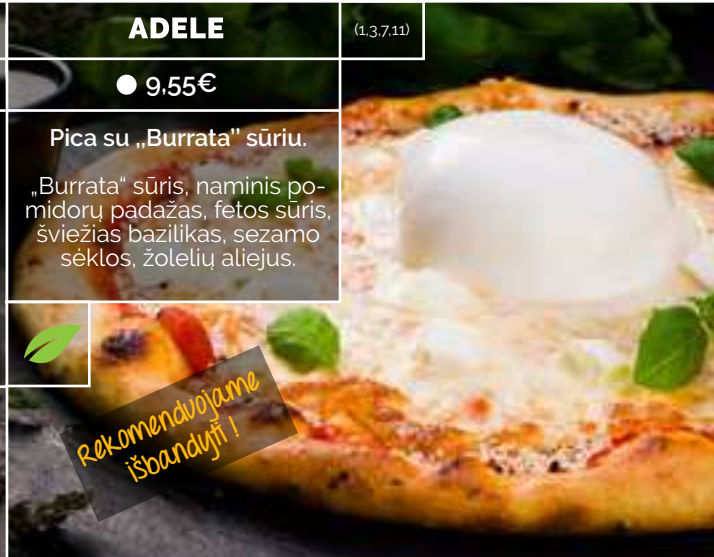 ADELE
(1,3,7,11)
9,55€
Pica su „Burrata” sūriu.
„Burrata“ sūris, naminis po-
midorų padažas, fetos sūris,
šviežias bazilikas, sezamo
sėklos, žolelių aliejus.
Rekomenduojame
išbandyti !